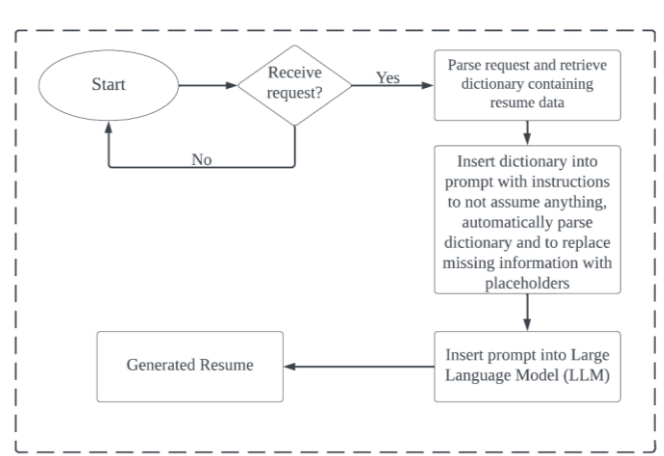 Start
Receive
request?
Yes
No
Parse request and retrieve
dictionary containing
resume data
Insert dictionary into
prompt with instructions
to not assume anything,
automatically parse
dictionary and to replace
missing information with
placeholders
Insert prompt into Large
Language Model (LLM)
Generated Resume